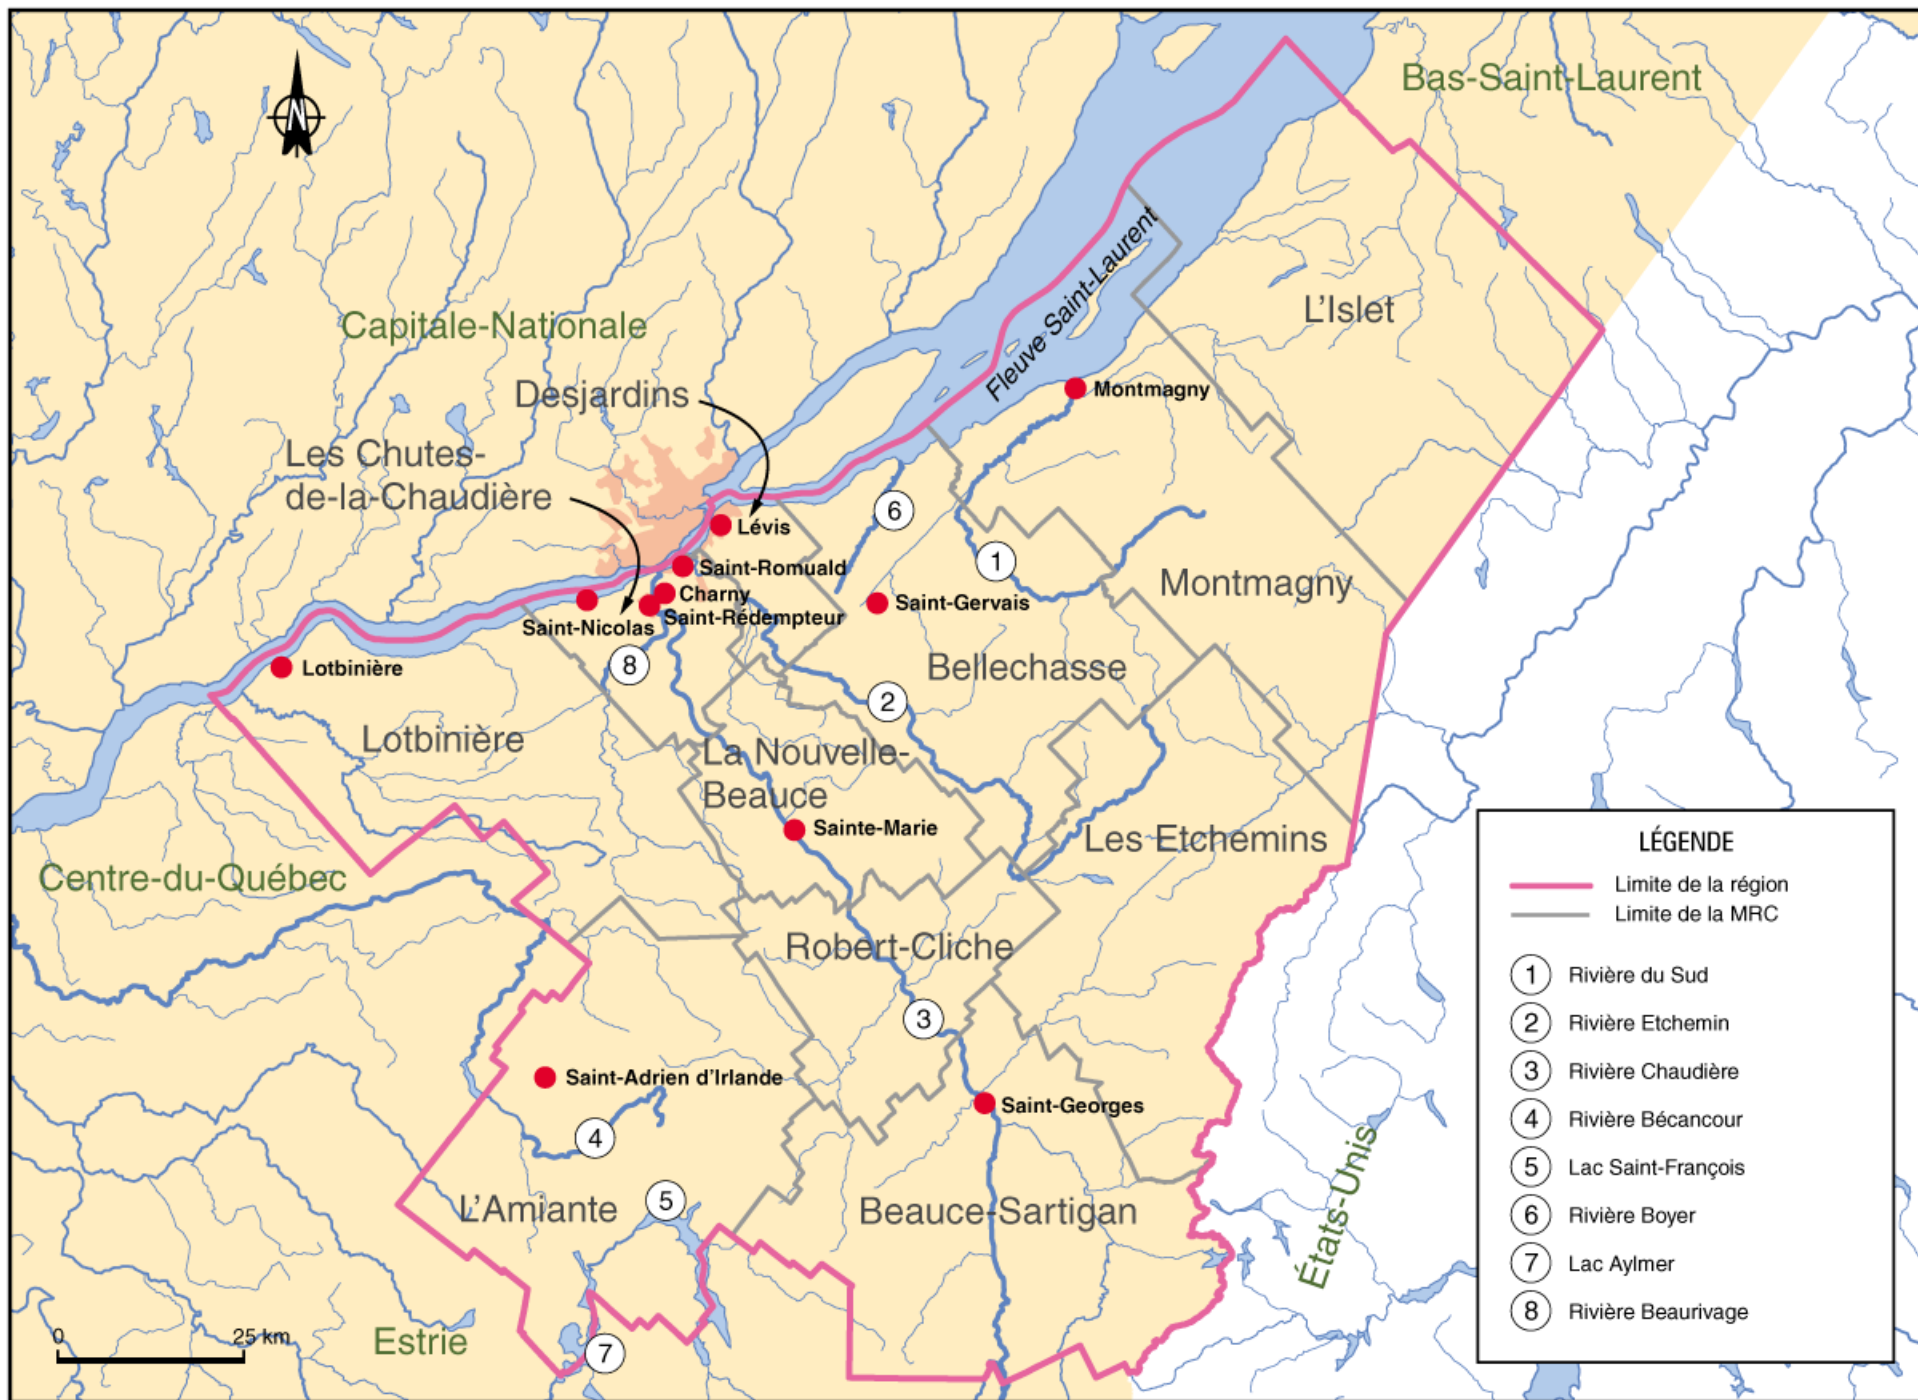 N
Bas-Saint-Laurent
Fleuve Saint-Laurent
L'Islet
Capitale-Nationale
Desjardins
Montmagny
Les Chutes-
de-la-Chaudière
6
Lévis
1
Saint-Romuald
Montmagny
Charny
Saint-Gervais
Saint-Rédempteur
Saint-Nicolas
8
Lotbinière
Bellechasse
2
Lotbinière
La Nouvelle-
Beauce
Sainte-Marie
Les Etchemins
Centre-du-Québec
Robert-Cliche
3
Saint-Adrien d'Irlande
Saint-Georges
4
États-Unis
5
L'Amiante
Beauce-Sartigan
0
25 km
Estrie
7
LÉGENDE
Limite de la région
Limite de la MRC
1 Rivière du Sud
2 Rivière Etchemin
3 Rivière Chaudière
4 Rivière Bécancour
5 Lac Saint-François
6 Rivière Boyer
7 Lac Aylmer
8 Rivière Beaurivage